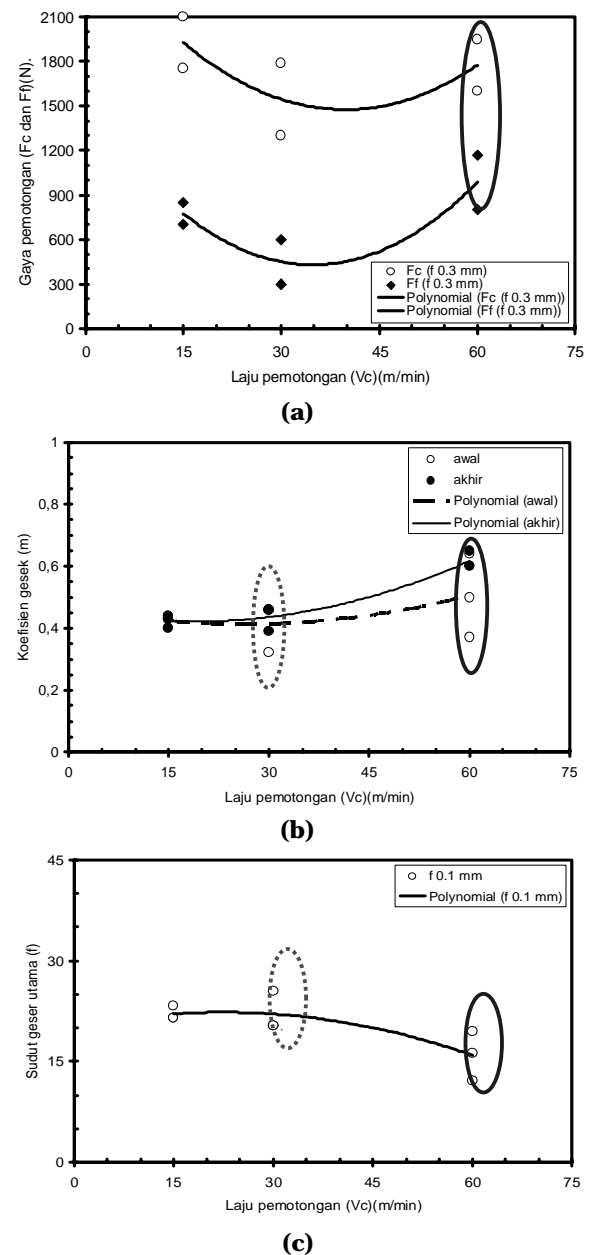 2100
1800
1500
1200
900
600
300
0
Gaya pemotongan (Fc dan Ff)(N).
Fc (f 0.3 mm)
Ff (f 0.3 mm)
Polynomial (Fc (f 0.3 mm))
Polynomial (Ff (f 0.3 mm))
0 15 30 45 60 75
Laju pemotongan (Vc)(m/min)
(a)
1
0,8
0,6
0,4
0,2
0
Koefisien gesek (m)
awal
akhir
Polynomial (awal)
Polynomial (akhir)
0 15 30 45 60 75
Laju pemotongan (Vc)(m/min)
(b)
45
30
15
0
Sudut geser utama (f)
f 0.1 mm
Polynomial (f 0.1 mm)
0 15 30 45 60 75
Laju pemotongan (Vc)(m/min)
(c)